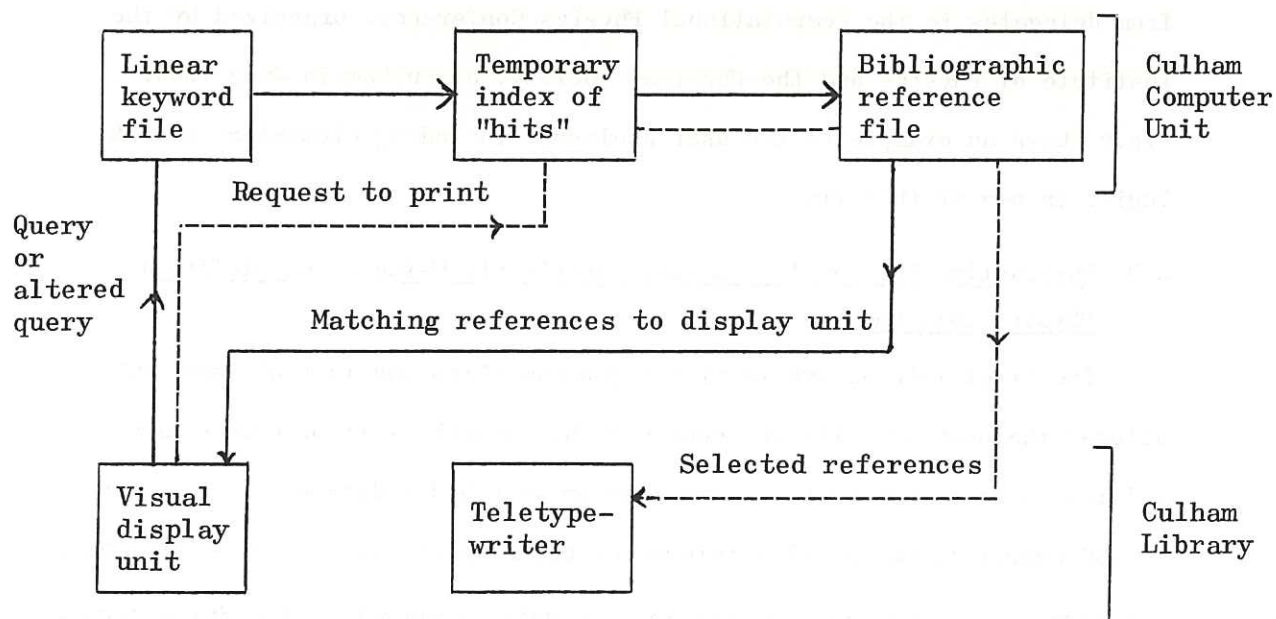 Linear
keyword
file
Temporary
index of
"hits"
Bibliographic
reference
file
Culham
Computer
Unit
Request to print
Query
or
altered
query
Matching references to display unit
Selected references
Visual
display
unit
Teletype-
writer
Culham
Library